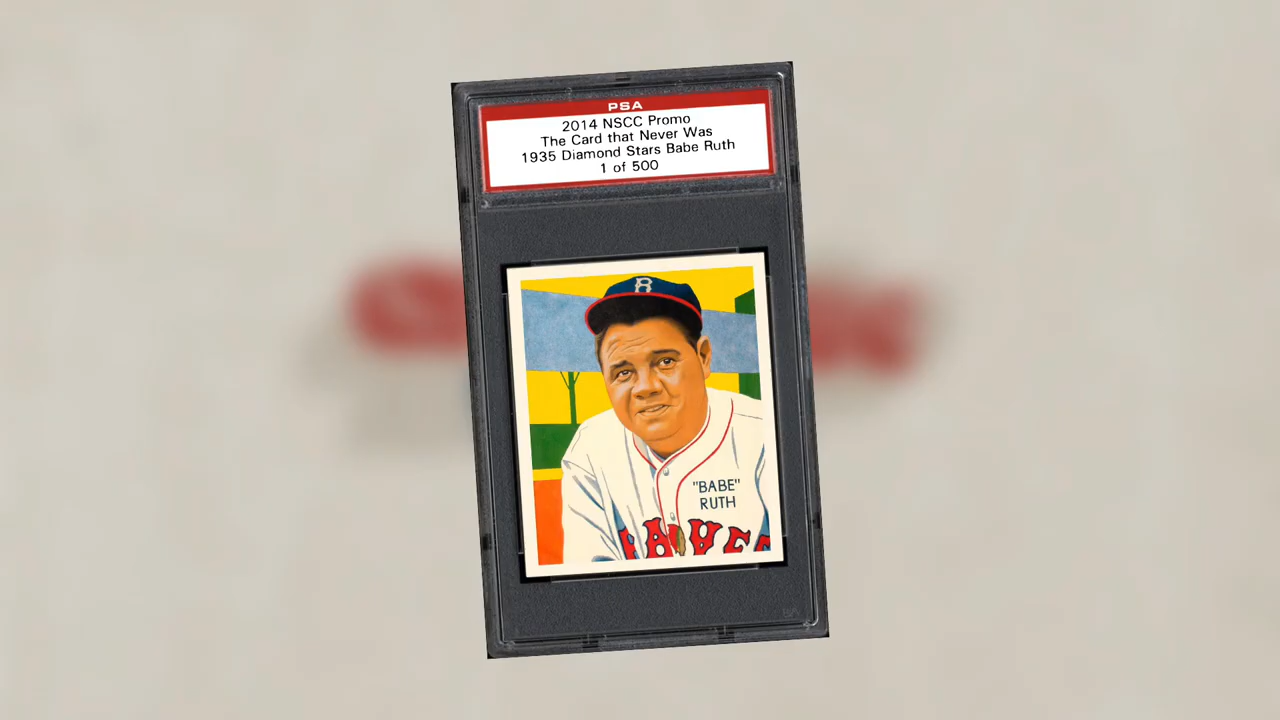 PSA
2014 NSCC Promo
The Card that Never Was
1935 Diamond Stars Babe Ruth
1 of 500
B
"BABE"
RUTH